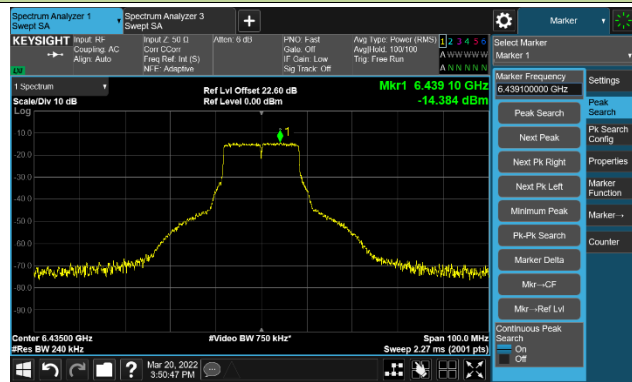 Spectrum Analyzer 1
Swept SA
Spectrum Analyzer 3
Swept SA
Marker
KEYSIGHT
Input: RF
Coupling: AC
Align: Auto
Input Z: 50 Ω
Corr CCorr
Freq Ref: Int (S)
NFE: Adaptive
Atten: 6 dB
PNO: Fast
Gate: Off
IF Gain: Low
Sig Track: Off
Avg Type: Power (RMS)
Avg|Hold: 100/100
Trig: Free Run
1 2 3 4 5 6
A W W W W W
A N N N N N
LU
Select Marker
Marker 1
1 Spectrum
Scale/Div 10 dB
Log
Ref Lvl Offset 22.60 dB
Ref Level 0.00 dBm
Mkr1 6.439 10 GHz
-14.384 dBm
1
-10.0
-20.0
-30.0
-40.0
-50.0
-60.0
-70.0
-80.0
-90.0
Center 6.43500 GHz
#Res BW 240 kHz
#Video BW 750 kHz*
Span 100.0 MHz
Sweep 2.27 ms (2001 pts)
Marker Frequency
6.439100000 GHz
Peak Search
Next Peak
Next Pk Right
Next Pk Left
Minimum Peak
Pk-Pk Search
Marker Delta
Mkr→CF
Mkr→Ref Lvl
Continuous Peak
Search
On
Off
Settings
Peak
Search
Pk Search
Config
Properties
Marker
Function
Marker→
Counter
Mar 20, 2022
3:50:47 PM